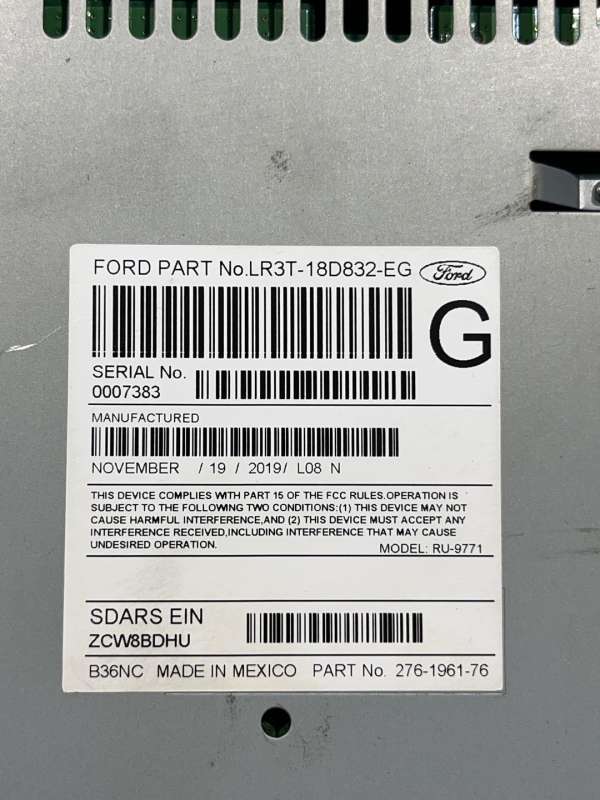 FORD PART No.LR3T-18D832-EG Ford
G
SERIAL No.
0007383
MANUFACTURED
NOVEMBER / 19 / 2019/ L08 N
THIS DEVICE COMPLIES WITH PART 15 OF THE FCC RULES.OPERATION IS
SUBJECT TO THE FOLLOWING TWO CONDITIONS:(1) THIS DEVICE MAY NOT
CAUSE HARMFUL INTERFERENCE,AND (2) THIS DEVICE MUST ACCEPT ANY
INTERFERENCE RECEIVED,INCLUDING INTERFERENCE THAT MAY CAUSE
UNDESIRED OPERATION. MODEL: RU-9771
SDARS EIN
ZCW8BDHU
B36NC MADE IN MEXICO PART No. 276-1961-76